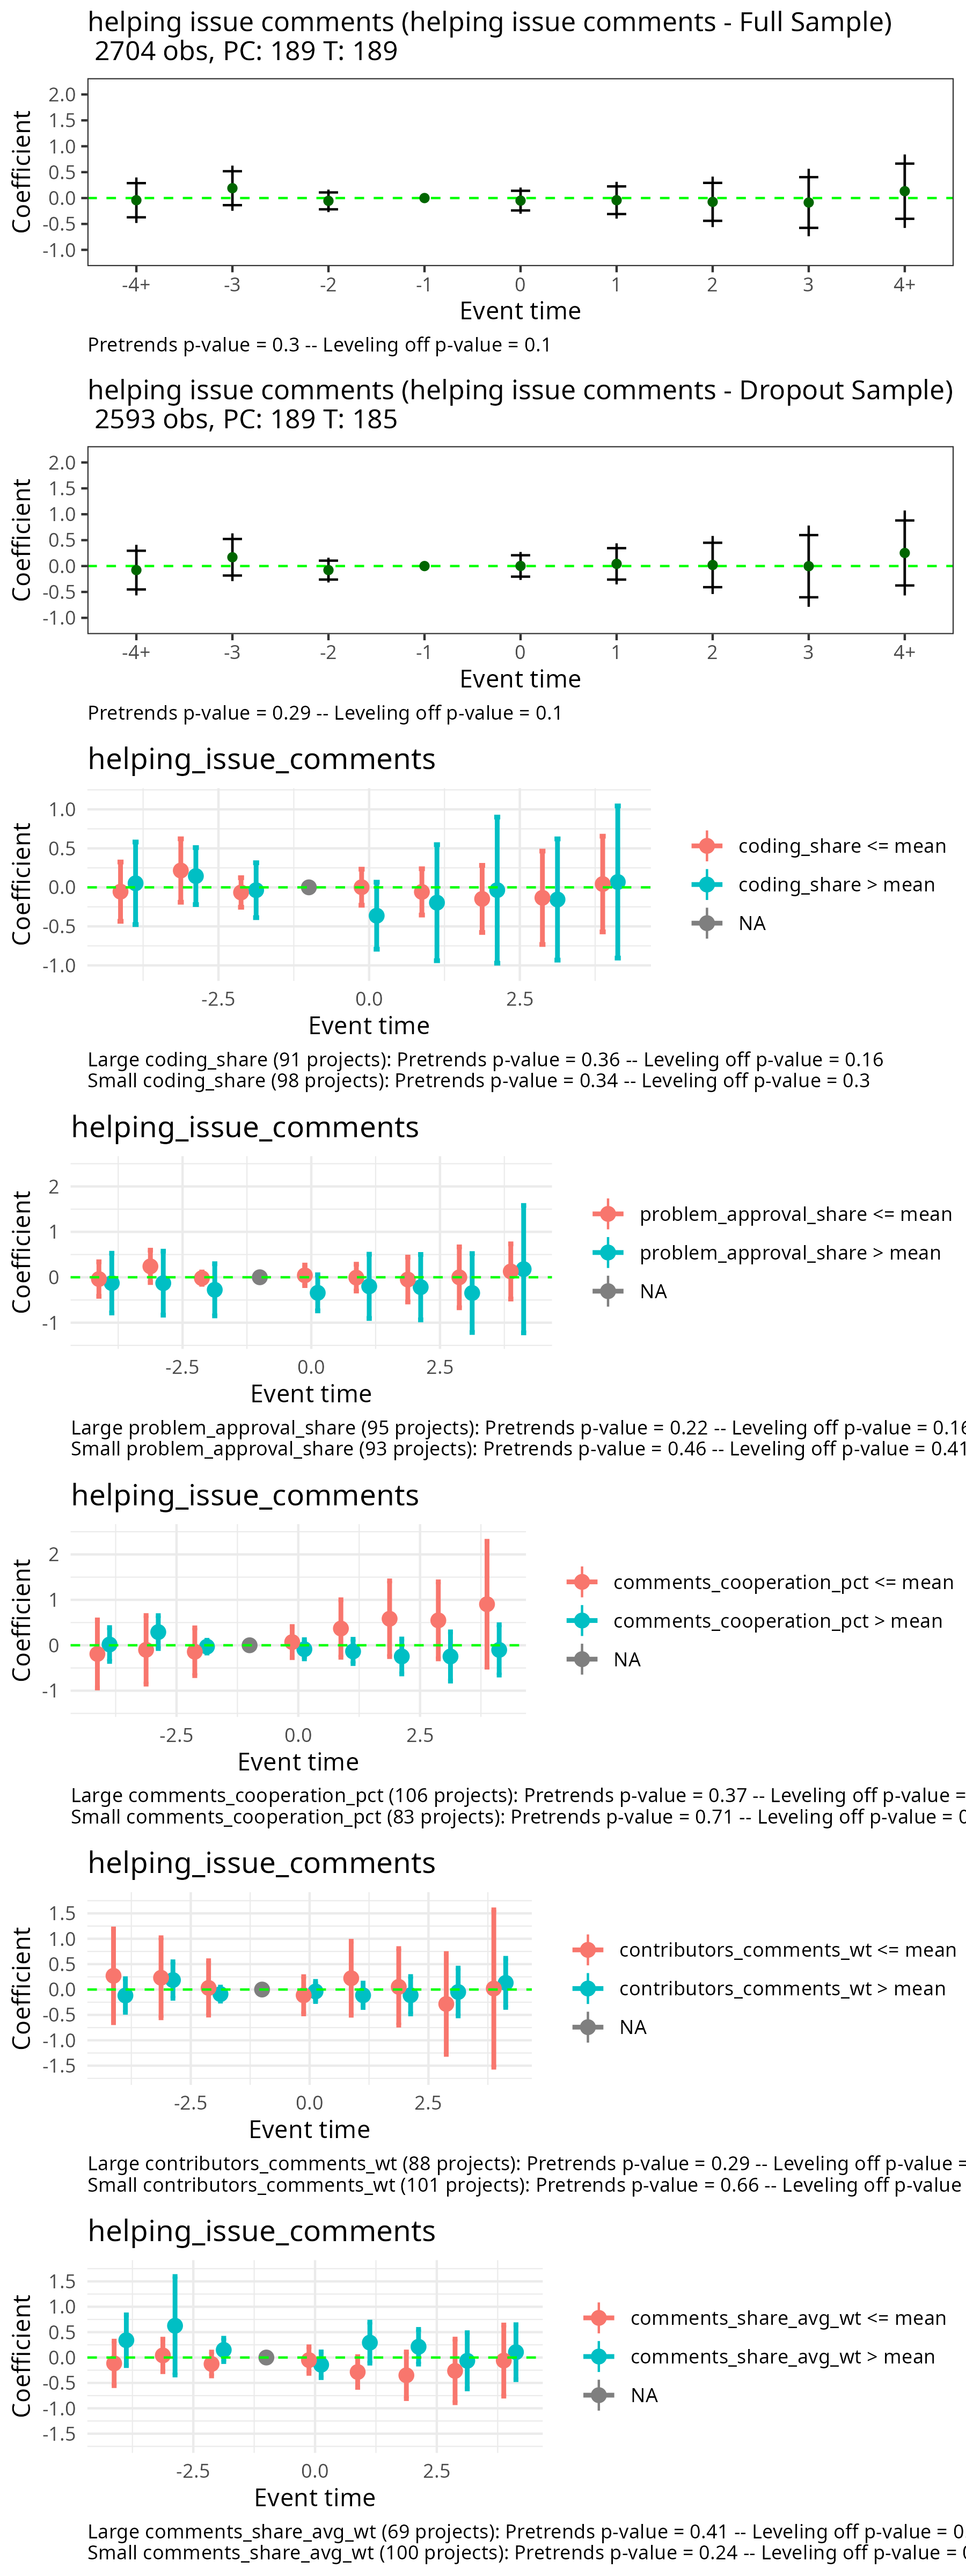 helping issue comments (helping issue comments - Full Sample)
2704 obs, PC: 189 T: 189
2.0
1.5
1.0
0.5
0.0
-0.5
-1.0
Coefficient
-4+ -3 -2 -1 0 1 2 3 4+
Event time
Pretrends p-value = 0.3 -- Leveling off p-value = 0.1
helping issue comments (helping issue comments - Dropout Sample)
2593 obs, PC: 189 T: 185
2.0
1.5
1.0
0.5
0.0
-0.5
-1.0
Coefficient
-4+ -3 -2 -1 0 1 2 3 4+
Event time
Pretrends p-value = 0.29 -- Leveling off p-value = 0.1
helping_issue_comments
1.0
0.5
0.0
-0.5
-1.0
Coefficient
-2.5 0.0 2.5
Event time
coding_share <= mean
coding_share > mean
NA
Large coding_share (91 projects): Pretrends p-value = 0.36 -- Leveling off p-value = 0.16
Small coding_share (98 projects): Pretrends p-value = 0.34 -- Leveling off p-value = 0.3
helping_issue_comments
2
1
0
-1
Coefficient
-2.5 0.0 2.5
Event time
problem_approval_share <= mean
problem_approval_share > mean
NA
Large problem_approval_share (95 projects): Pretrends p-value = 0.22 -- Leveling off p-value = 0.16
Small problem_approval_share (93 projects): Pretrends p-value = 0.46 -- Leveling off p-value = 0.41
helping_issue_comments
2
1
0
-1
Coefficient
-2.5 0.0 2.5
Event time
comments_cooperation_pct <= mean
comments_cooperation_pct > mean
NA
Large comments_cooperation_pct (106 projects): Pretrends p-value = 0.37 -- Leveling off p-value =
Small comments_cooperation_pct (83 projects): Pretrends p-value = 0.71 -- Leveling off p-value = 0
helping_issue_comments
1.5
1.0
0.5
0.0
-0.5
-1.0
-1.5
Coefficient
-2.5 0.0 2.5
Event time
contributors_comments_wt <= mean
contributors_comments_wt > mean
NA
Large contributors_comments_wt (88 projects): Pretrends p-value = 0.29 -- Leveling off p-value =
Small contributors_comments_wt (101 projects): Pretrends p-value = 0.66 -- Leveling off p-value
helping_issue_comments
1.5
1.0
0.5
0.0
-0.5
-1.0
-1.5
Coefficient
-2.5 0.0 2.5
Event time
comments_share_avg_wt <= mean
comments_share_avg_wt > mean
NA
Large comments_share_avg_wt (69 projects): Pretrends p-value = 0.41 -- Leveling off p-value = 0.
Small comments_share_avg_wt (100 projects): Pretrends p-value = 0.24 -- Leveling off p-value =